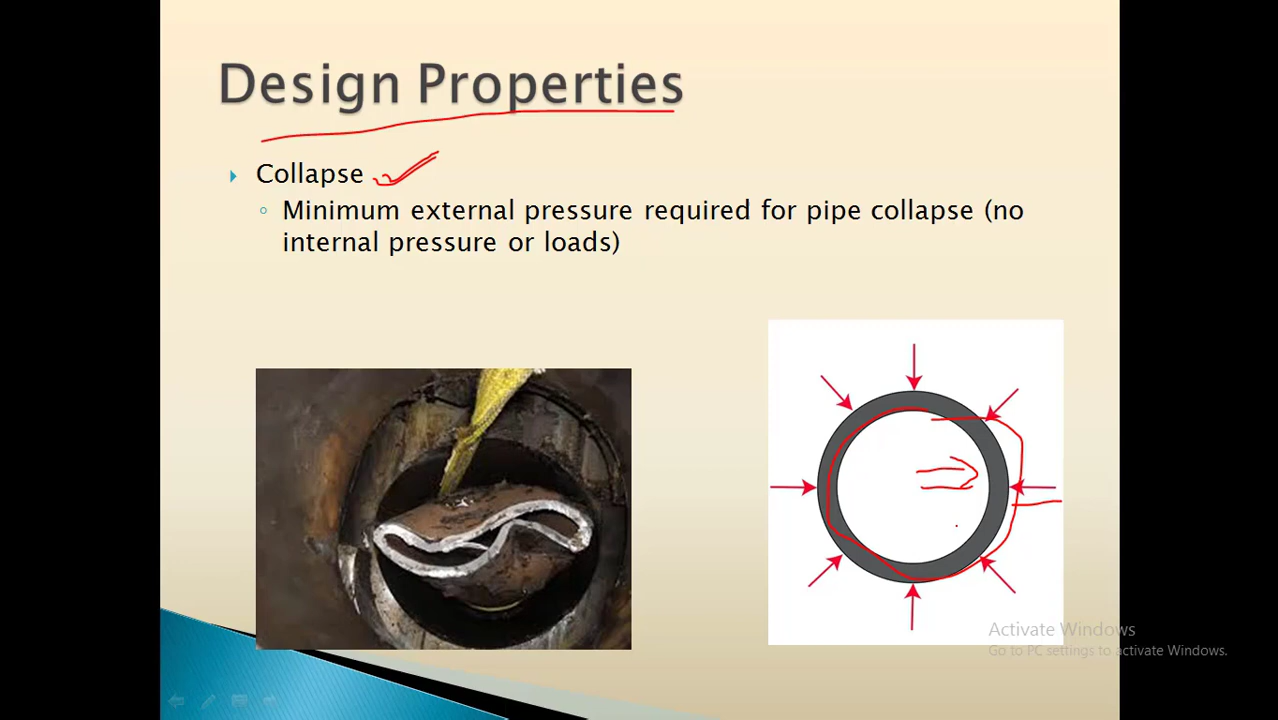 Design Properties
Collapse
Minimum external pressure required for pipe collapse (no
internal pressure or loads)
Activate Windows
Go to PC settings to activate Windows.